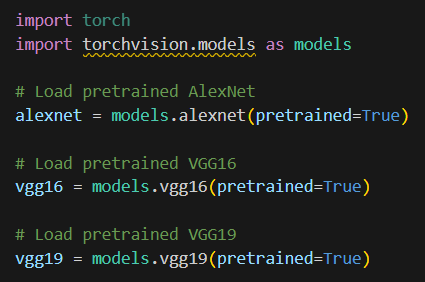 import torch
import torchvision.models as models
# Load pretrained AlexNet
alexnet = models.alexnet(pretrained=True)
# Load pretrained VGG16
vgg16 = models.vgg16(pretrained=True)
# Load pretrained VGG19
vgg19 = models.vgg19(pretrained=True)